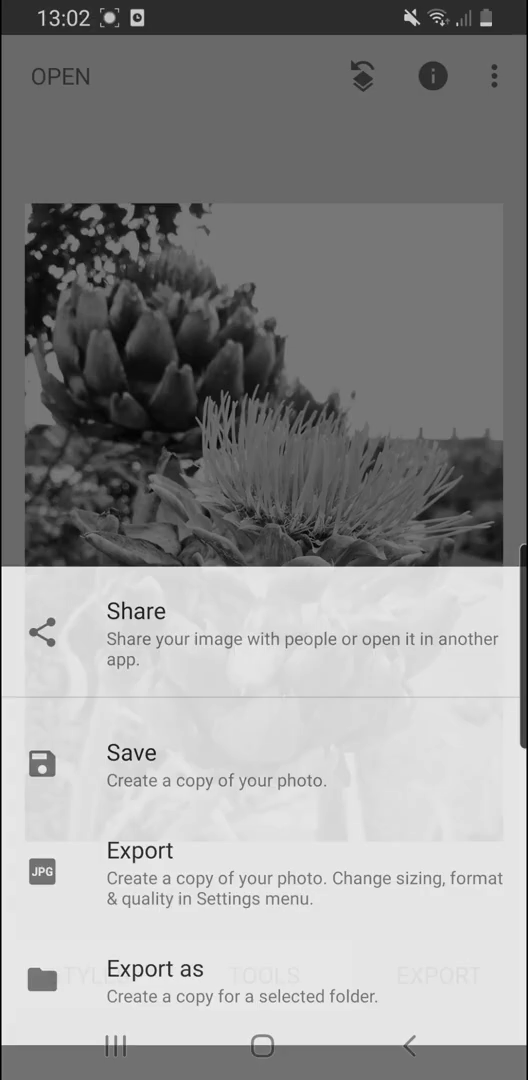 13:02
OPEN
Share
Share your image with people or open it in another
app.
Save
Create a copy of your photo.
JPG
Export
Create a copy of your photo. Change sizing, format
& quality in Settings menu.
TYLES TOOLS EXPORT
Export as
Create a copy for a selected folder.